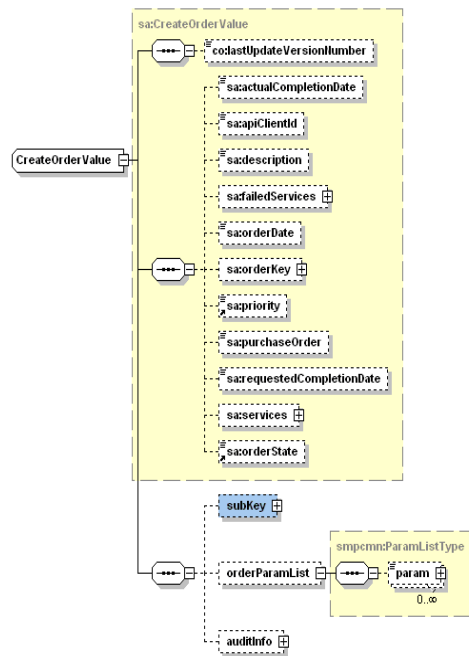 sa:CreateOrderValue
co:lastUpdateVersionNumber
sa:actualCompletionDate
sa:apiClientId
CreateOrderValue
sa:description
sa:failedServices
sa:orderDate
sa:orderKey
sa:priority
sa:purchaseOrder
sa:requestedCompletionDate
sa:services
sa:orderState
subKey
smpcmn:ParamListType
orderParamList
param
0..∞
auditInfo